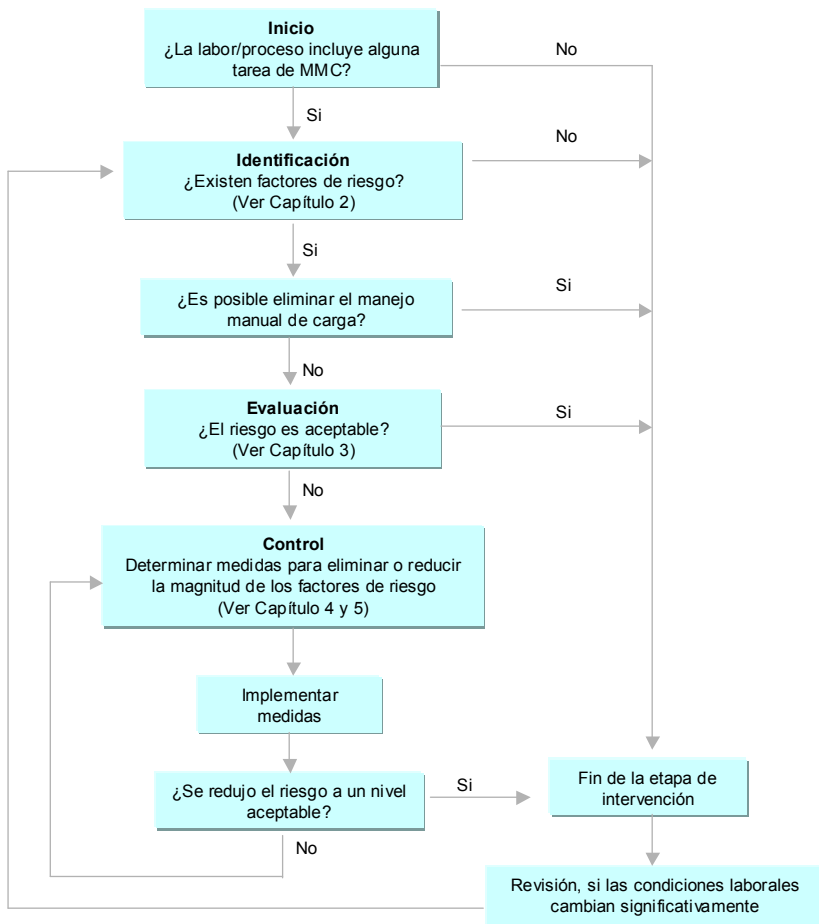 Inicio
¿La labor/proceso incluye alguna
tarea de MMC?
No
Si
Identificación
¿Existen factores de riesgo?
(Ver Capítulo 2)
No
Si
¿Es posible eliminar el manejo
manual de carga?
Si
No
Evaluación
¿El riesgo es aceptable?
(Ver Capítulo 3)
Si
No
Control
Determinar medidas para eliminar o reducir
la magnitud de los factores de riesgo
(Ver Capítulo 4 y 5)
Implementar
medidas
¿Se redujo el riesgo a un nivel
aceptable?
Si
No
Fin de la etapa de
intervención
Revisión, si las condiciones laborales
cambian significativamente